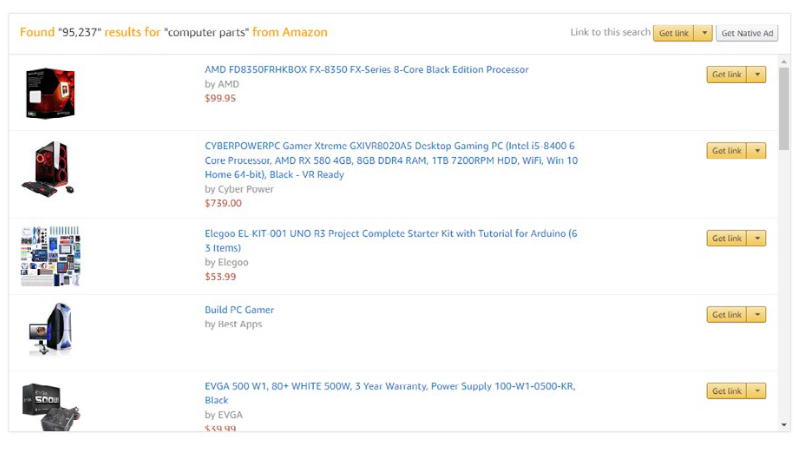 Found "95,237" results for "computer parts" from Amazon
Link to this search Get link Get Native Ad
AMD FD8350FRHKBOX FX-8350 FX-Series 8-Core Black Edition Processor
by AMD
$99.95
Get link
CYBERPOWERPC Gamer Xtreme GXIVR8020A5 Desktop Gaming PC (Intel i5-8400 6
Core Processor, AMD RX 580 4GB, 8GB DDR4 RAM, 1TB 7200RPM HDD, WiFi, Win 10
Home 64-bit), Black - VR Ready
by Cyber Power
$739.00
Get link
Elegoo EL-KIT-001 UNO R3 Project Complete Starter Kit with Tutorial for Arduino (6
3 Items)
by Elegoo
$53.99
Get link
Build PC Gamer
by Best Apps
Get link
EVGA 500 W1, 80+ WHITE 500W, 3 Year Warranty, Power Supply 100-W1-0500-KR,
Black
by EVGA
$39.99
Get link
EVGA
500W